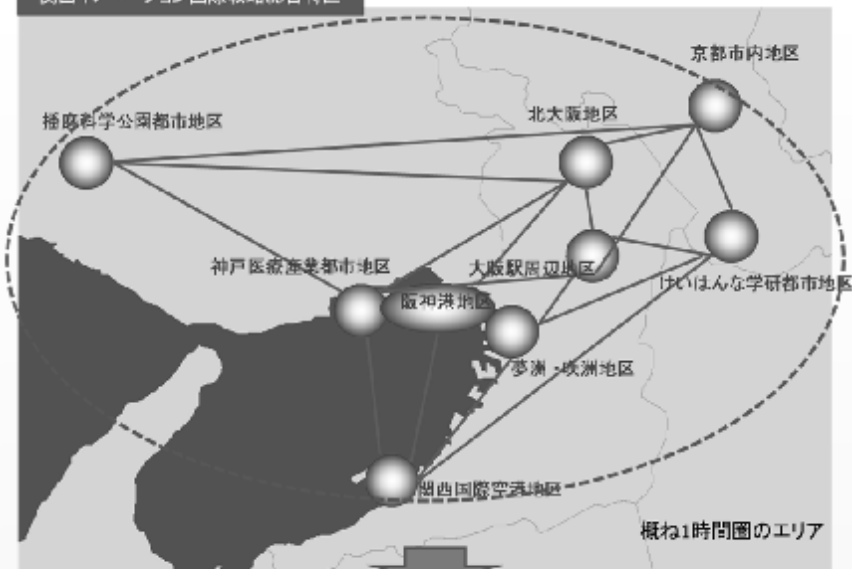 京都市内地区
北大阪地区
播磨科学公園都市地区
神戸医療産業都市地区
大阪駅周辺地区
けいはんな学研都市地区
阪神港地区
夢洲・咲洲地区
関西国際空港地区
概ね1時間圏のエリア